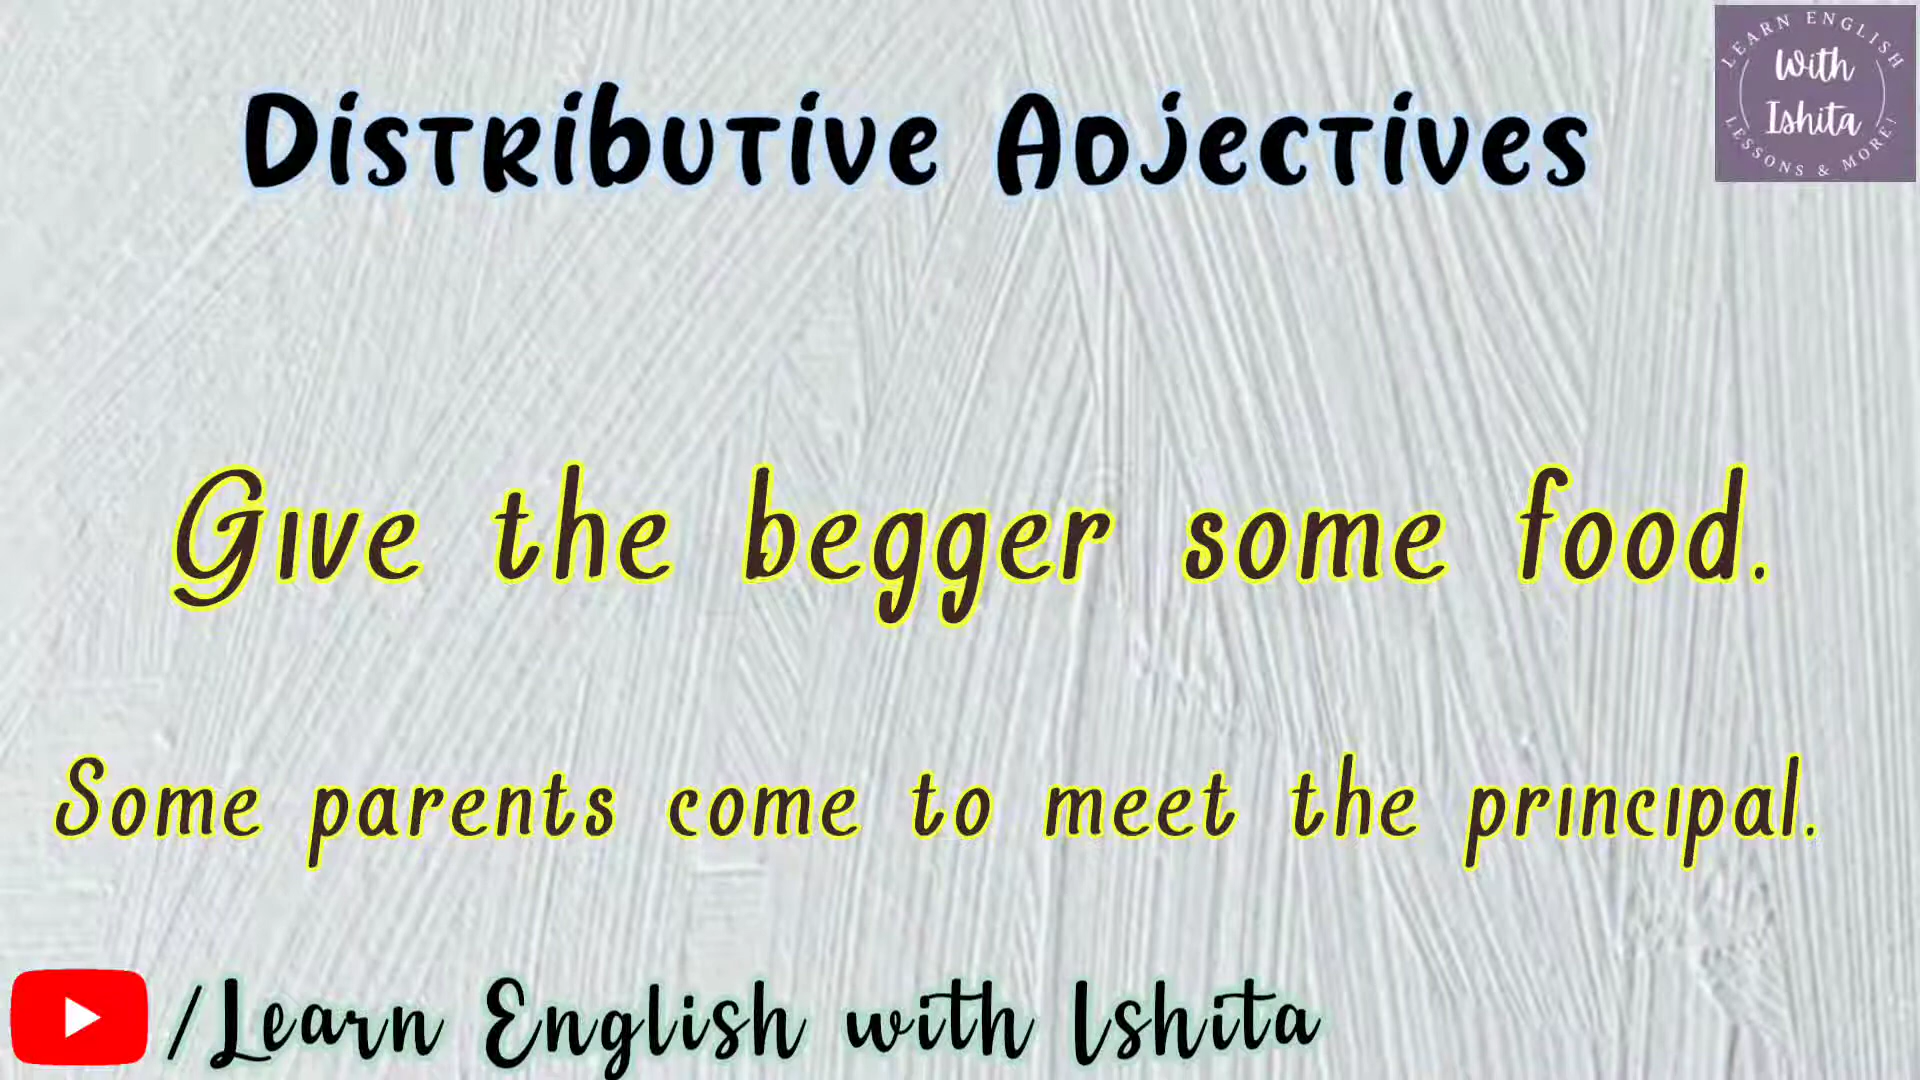 Distributive Adjectives
LEARN ENGLISH
With
Ishita
LESSONS & MORE!
Give the begger some food.
Some parents come to meet the principal.
/Learn English with Ishita